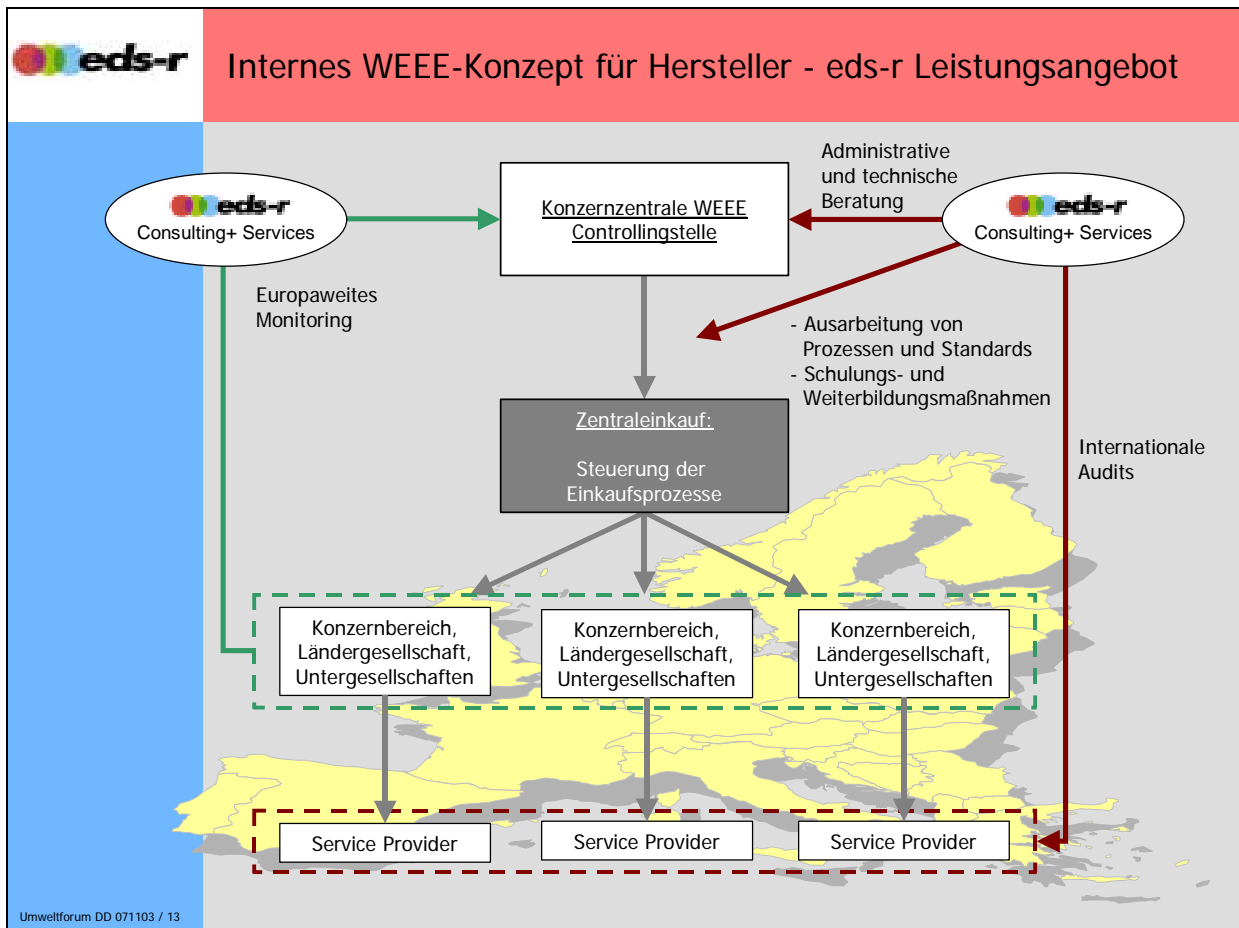 eds-r
Internes WEEE-Konzept für Hersteller - eds-r Leistungsangebot
eds-r
Consulting+ Services
Konzernzentrale WEEE
Controllingstelle
Administrative
und technische
Beratung
eds-r
Consulting+ Services
Europaweites
Monitoring
- Ausarbeitung von
Prozessen und Standards
- Schulungs- und
Weiterbildungsmaßnahmen
Zentraleinkauf:
Steuerung der
Einkaufsprozesse
Internationale
Audits
Konzernbereich,
Ländergesellschaft,
Untergesellschaften
Konzernbereich,
Ländergesellschaft,
Untergesellschaften
Konzernbereich,
Ländergesellschaft,
Untergesellschaften
Service Provider
Service Provider
Service Provider
Umweltforum DD 071103 / 13